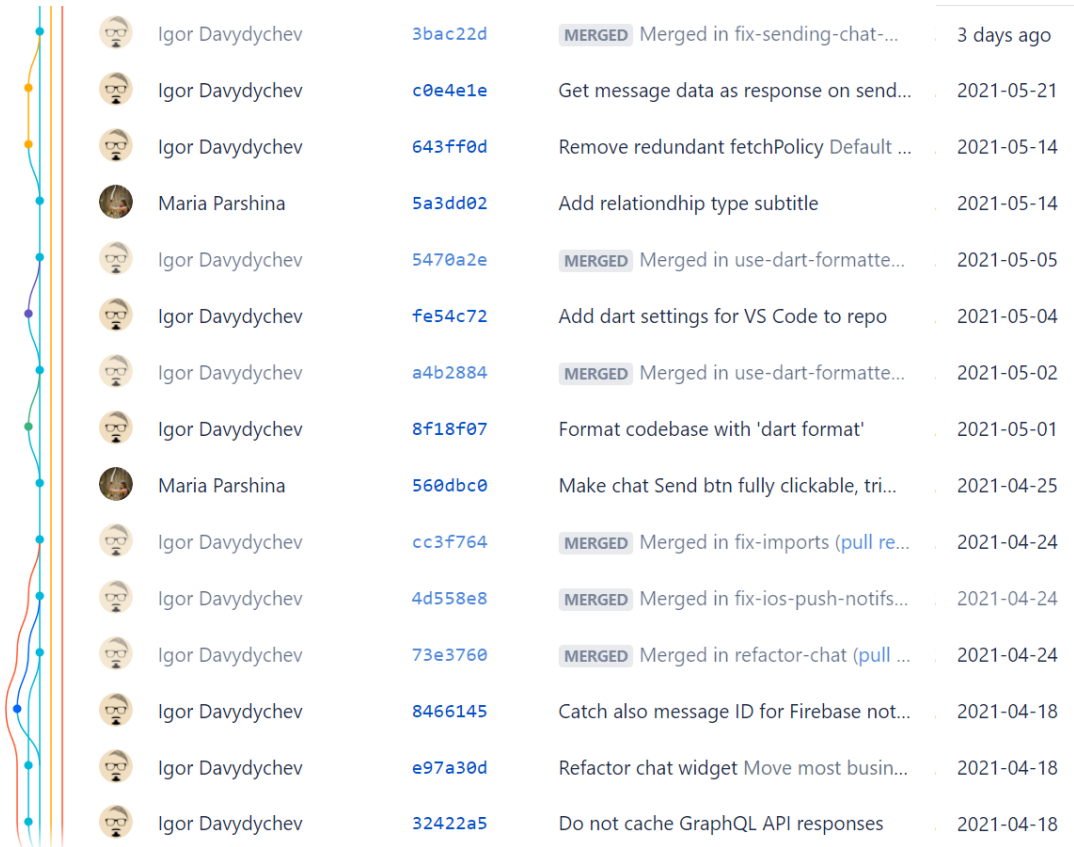 Igor Davydychev 3bac22d MERGED Merged in fix-sending-chat-... 3 days ago
Igor Davydychev c0e4e1e Get message data as response on send... 2021-05-21
Igor Davydychev 643ff0d Remove redundant fetchPolicy Default ... 2021-05-14
Maria Parshina 5a3dd02 Add relationdhip type subtitle 2021-05-14
Igor Davydychev 5470a2e MERGED Merged in use-dart-formatte... 2021-05-05
Igor Davydychev fe54c72 Add dart settings for VS Code to repo 2021-05-04
Igor Davydychev a4b2884 MERGED Merged in use-dart-formatte... 2021-05-02
Igor Davydychev 8f18f07 Format codebase with 'dart format' 2021-05-01
Maria Parshina 560dbc0 Make chat Send btn fully clickable, tri... 2021-04-25
Igor Davydychev cc3f764 MERGED Merged in fix-imports (pull re... 2021-04-24
Igor Davydychev 4d558e8 MERGED Merged in fix-ios-push-notifs... 2021-04-24
Igor Davydychev 73e3760 MERGED Merged in refactor-chat (pull ... 2021-04-24
Igor Davydychev 8466145 Catch also message ID for Firebase not... 2021-04-18
Igor Davydychev e97a30d Refactor chat widget Move most busin... 2021-04-18
Igor Davydychev 32422a5 Do not cache GraphQL API responses 2021-04-18